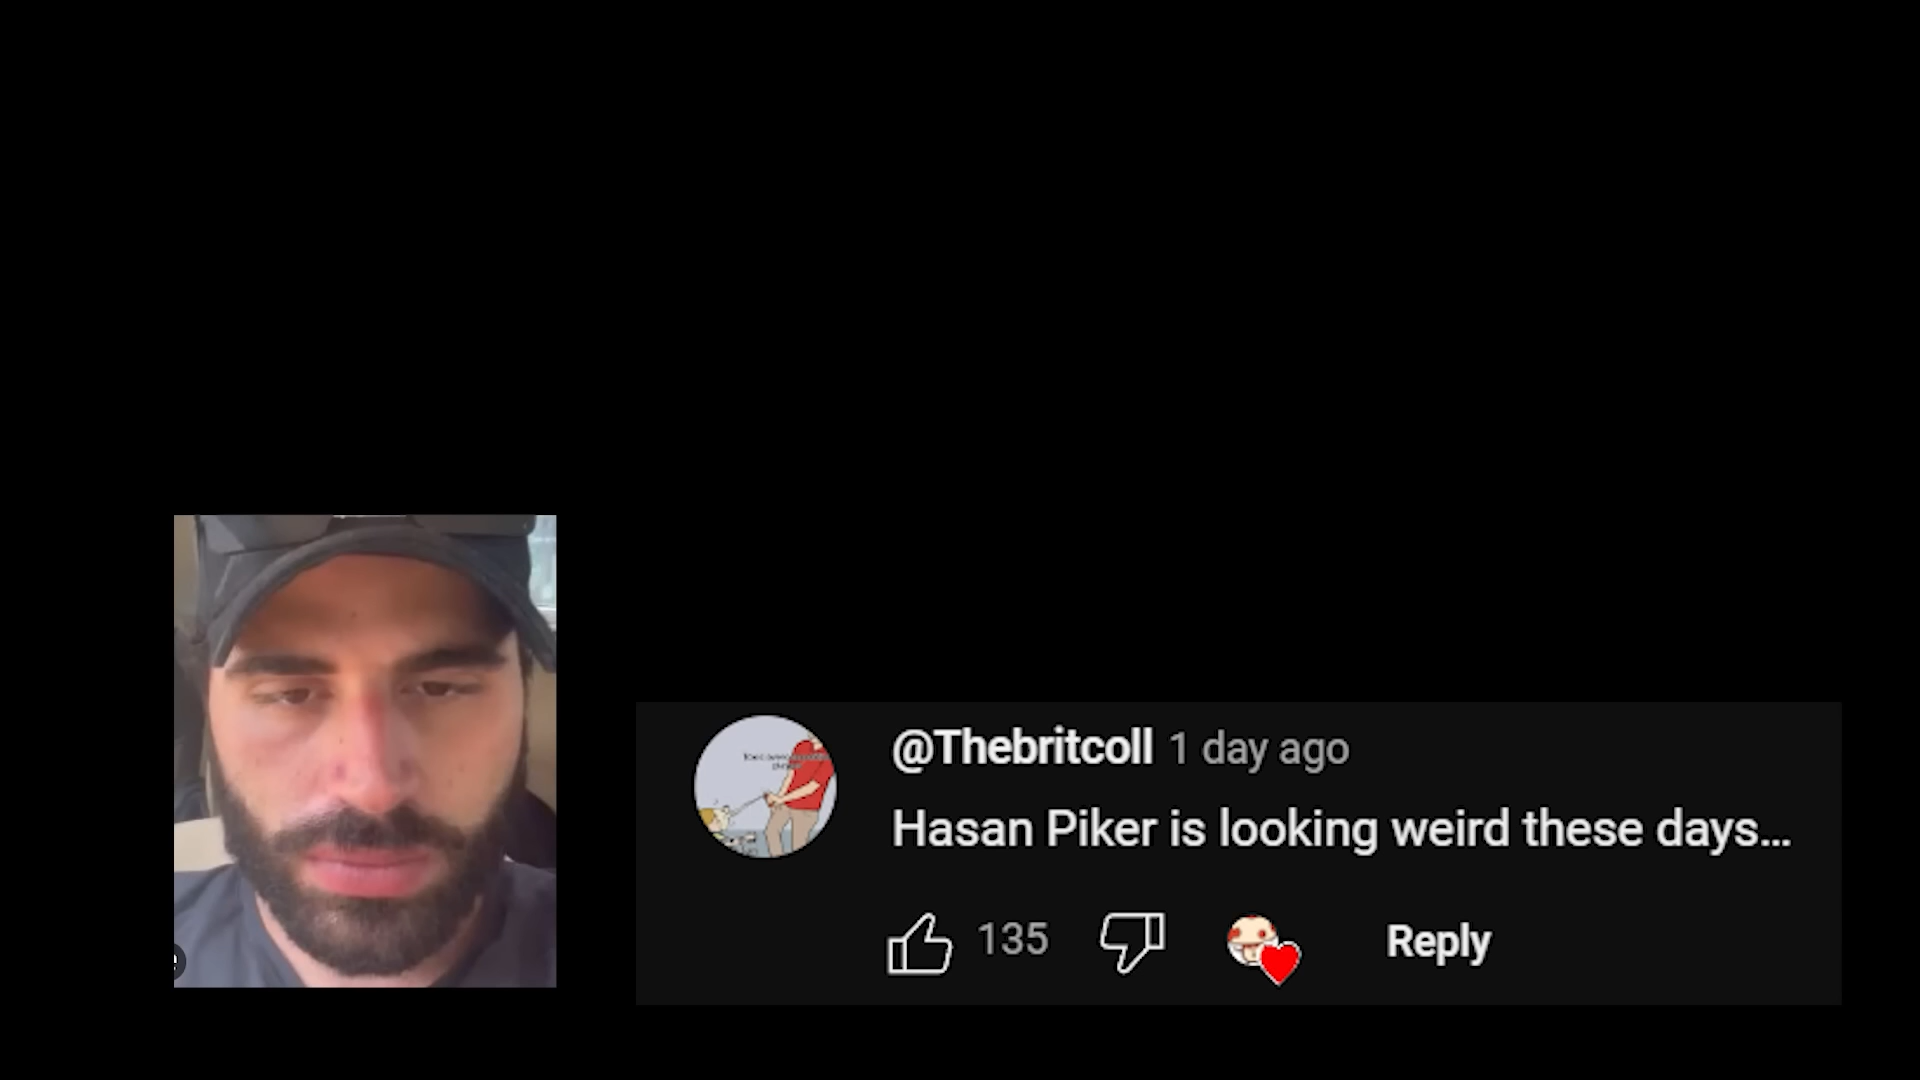 @Thebritcoll 1 day ago
Hasan Piker is looking weird these days...
135
Reply